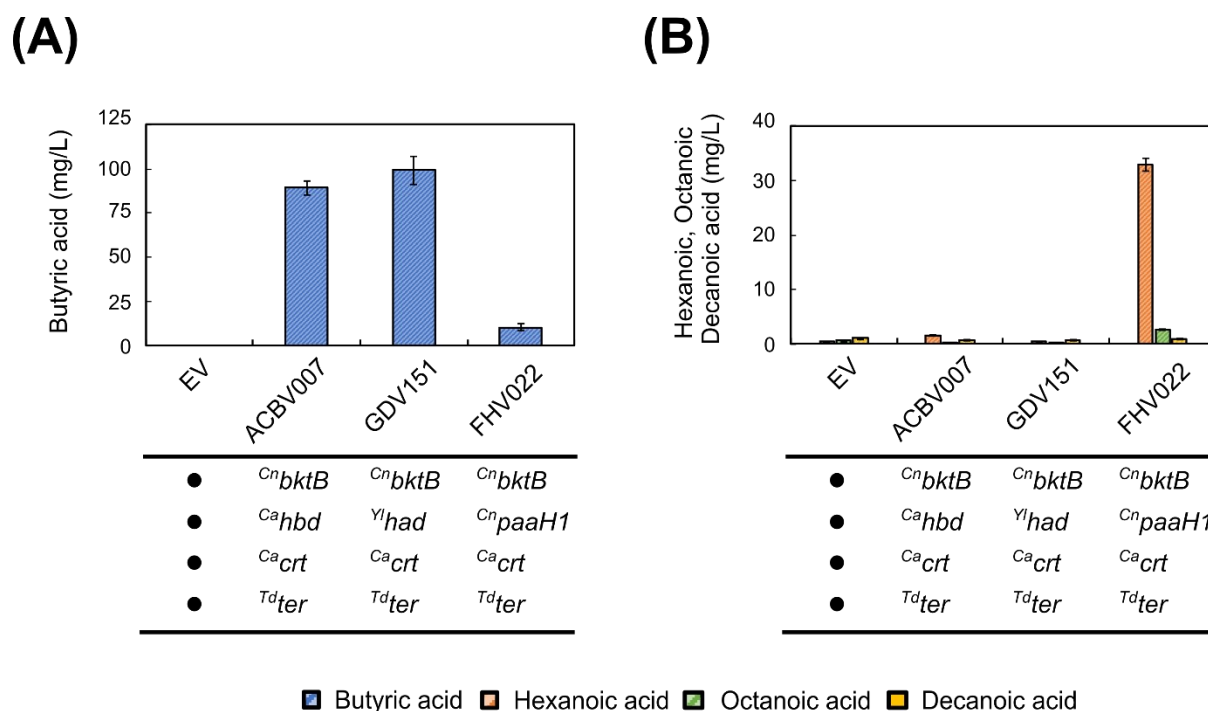 (A)
Butyric acid (mg/L)
125
100
75
50
25
0
EV
ACBV007
GDV151
FHV022
● CnbktB CnbktB CnbktB
● Cahbd Ylhad CnpaaH1
● Cacrt Cacrt Cacrt
● Tdter Tdter Tdter
(B)
Hexanoic, Octanoic
Decanoic acid (mg/L)
40
30
20
10
0
EV
ACBV007
GDV151
FHV022
● CnbktB CnbktB CnbktB
● Cahbd Ylhad CnpaaH1
● Cacrt Cacrt Cacrt
● Tdter Tdter Tdter
Butyric acid Hexanoic acid Octanoic acid Decanoic acid